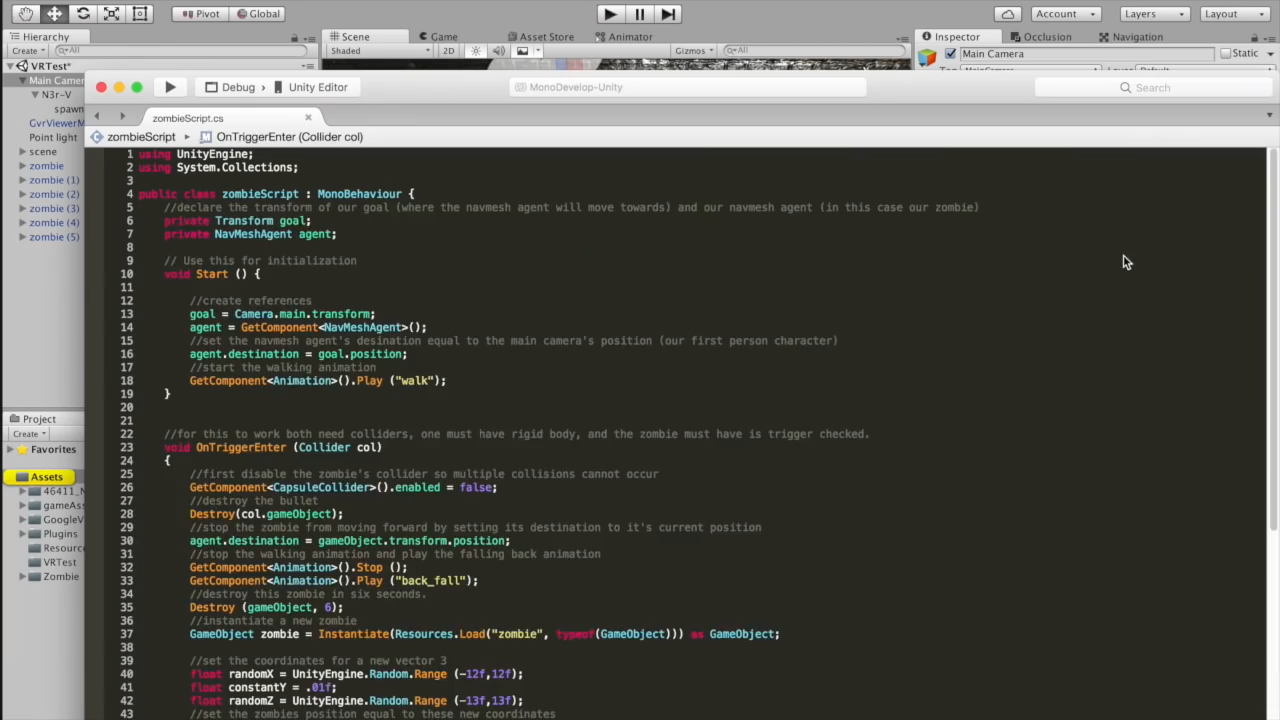 Pivot Global Account Layers Layout
Hierarchy Scene Game Asset Store Animator Inspector Occlusion Navigation
Create All Shaded 2D Gizmos All Main Camera Static
VRTest*
Main Camer
N3r-V
spawn
GvrViewerM
Point light
scene
zombie
zombie (1)
zombie (2)
zombie (3)
zombie (4)
zombie (5)
Project
Create
Favorites
Assets
46411_N
gameAss
GoogleV
Plugins
Resourc
VRTest
Zombie
Debug Unity Editor MonoDevelop-Unity Search
zombieScript.cs
zombieScript OnTriggerEnter (Collider col)
1 using UnityEngine;
2 using System.Collections;
3
4 public class zombieScript : MonoBehaviour {
5 //declare the transform of our goal (where the navmesh agent will move towards) and our navmesh agent (in this case our zombie)
6 private Transform goal;
7 private NavMeshAgent agent;
8
9 // Use this for initialization
10 void Start () {
11
12 //create references
13 goal = Camera.main.transform;
14 agent = GetComponent<NavMeshAgent>();
15 //set the navmesh agent's desination equal to the main camera's position (our first person character)
16 agent.destination = goal.position;
17 //start the walking animation
18 GetComponent<Animation>().Play ("walk");
19 }
20
21
22 //for this to work both need colliders, one must have rigid body, and the zombie must have is trigger checked.
23 void OnTriggerEnter (Collider col)
24 {
25 //first disable the zombie's collider so multiple collisions cannot occur
26 GetComponent<CapsuleCollider>().enabled = false;
27 //destroy the bullet
28 Destroy(col.gameObject);
29 //stop the zombie from moving forward by setting its destination to it's current position
30 agent.destination = gameObject.transform.position;
31 //stop the walking animation and play the falling back animation
32 GetComponent<Animation>().Stop ();
33 GetComponent<Animation>().Play ("back_fall");
34 //destroy this zombie in six seconds.
35 Destroy (gameObject, 6);
36 //instantiate a new zombie
37 GameObject zombie = Instantiate(Resources.Load("zombie", typeof(GameObject))) as GameObject;
38
39 //set the coordinates for a new vector 3
40 float randomX = UnityEngine.Random.Range (-12f,12f);
41 float constantY = .01f;
42 float randomZ = UnityEngine.Random.Range (-13f,13f);
43 //set the zombies position equal to these new coordinates